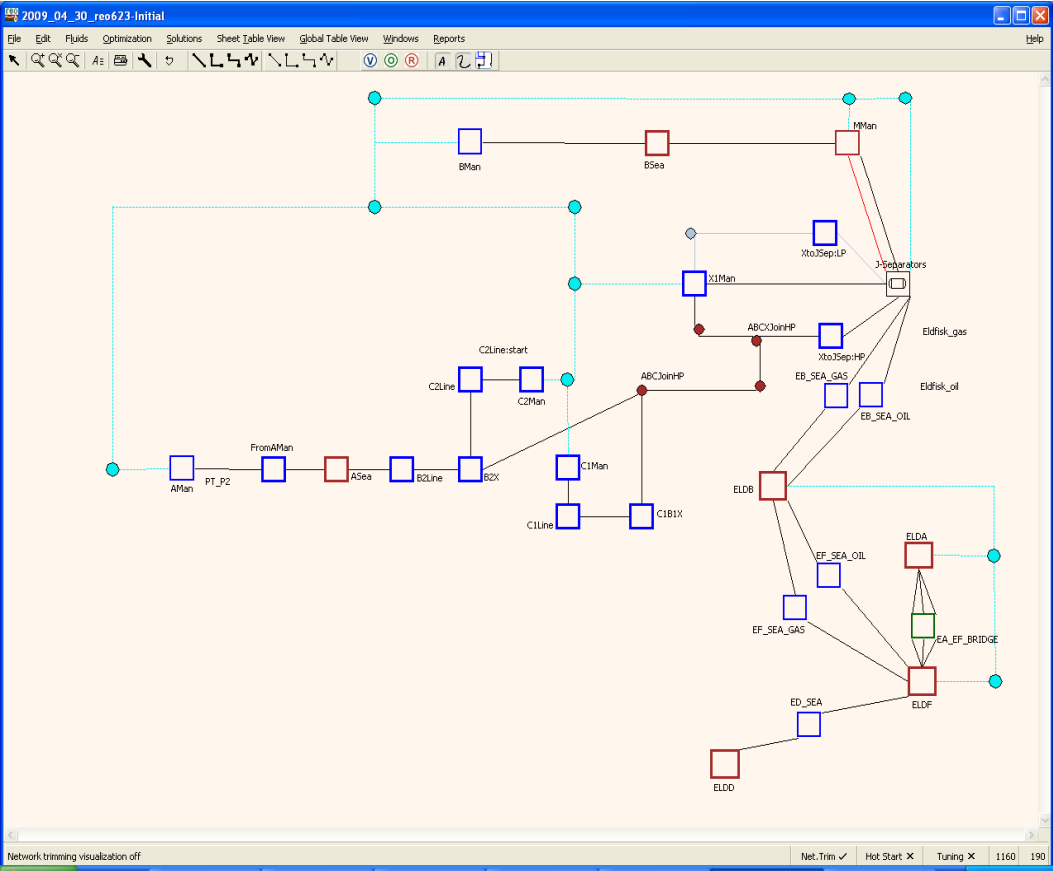 2009_04_30_reo623-Initial
File Edit Fluids Optimization Solutions Sheet Table View Global Table View Windows Reports Help
V O R A
MMan
BMan
BSea
XtoJSep:LP
J-Separators
X1Man
ABCXJoinHP
Eldfisk_gas
XtoJSep:HP
C2Line:start
ABCJoinHP
EB_SEA_GAS
C2Line
Eldfisk_oil
C2Man
EB_SEA_OIL
FromAMan
C1Man
PT_P2
ASea
B2Line
B2X
AMan
ELDB
C1Line
C1B1X
ELDA
EF_SEA_OIL
EF_SEA_GAS
EA_EF_BRIDGE
ED_SEA
ELDF
ELDD
Network trimming visualization off Net.Trim ✓ Hot Start X Tuning X 1160 190